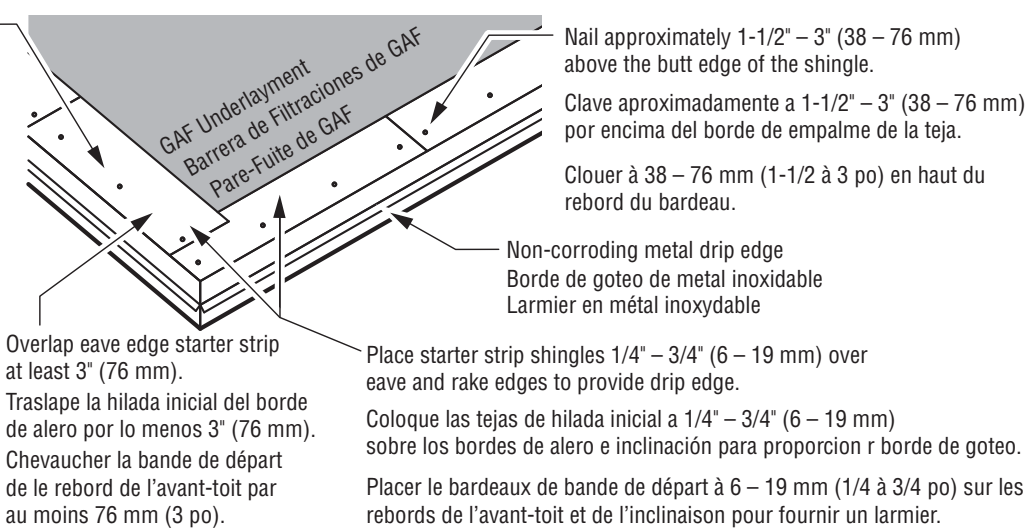 GAF Underlayment
Barrera de Filtraciones de GAF
Pare-Fuite de GAF
Nail approximately 1-1/2" – 3" (38 – 76 mm)
above the butt edge of the shingle.
Clave aproximadamente a 1-1/2" – 3" (38 – 76 mm)
por encima del borde de empalme de la teja.
Clouer à 38 – 76 mm (1-1/2 à 3 po) en haut du
rebord du bardeau.
Non-corroding metal drip edge
Borde de goteo de metal inoxidable
Larmier en métal inoxydable
Overlap eave edge starter strip
at least 3" (76 mm).
Traslape la hilada inicial del borde
de alero por lo menos 3" (76 mm).
Chevaucher la bande de départ
de le rebord de l’avant-toit par
au moins 76 mm (3 po).
Place starter strip shingles 1/4" – 3/4" (6 – 19 mm) over
eave and rake edges to provide drip edge.
Coloque las tejas de hilada inicial a 1/4" – 3/4" (6 – 19 mm)
sobre los bordes de alero e inclinación para proporcion r borde de goteo.
Placer le bardeaux de bande de départ à 6 – 19 mm (1/4 à 3/4 po) sur les
rebords de l’avant-toit et de l’inclinaison pour fournir un larmier.